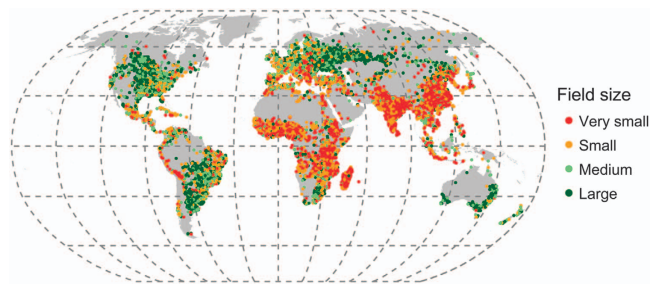 Field size
Very small
Small
Medium
Large